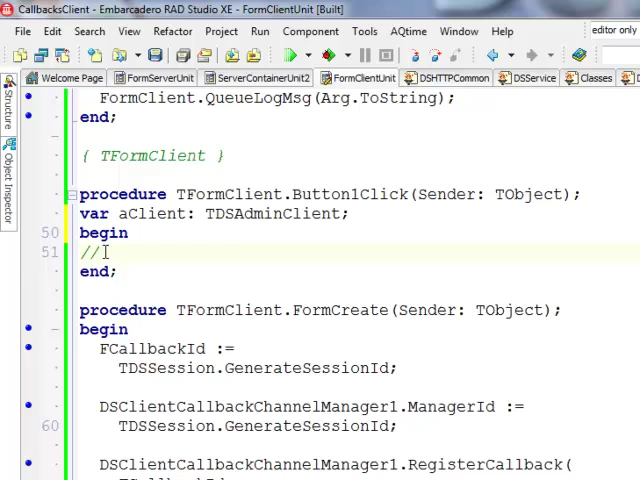 CallbacksClient - Embarcadero RAD Studio XE - FormClientUnit [Built]
File Edit Search View Refactor Project Run Component Tools AQtime Window Help
editor only
Welcome Page FormServerUnit ServerContainerUnit2 FormClientUnit DSHTTPCommon DSService Classes
Structure
Object Inspector
FormClient.QueueLogMsg(Arg.ToString);
end;
{ TFormClient }
procedure TFormClient.Button1Click(Sender: TObject);
var aClient: TDSAdminClient;
50 begin
51 //
end;
procedure TFormClient.FormCreate(Sender: TObject);
begin
FCallbackId :=
TDSSession.GenerateSessionId;
DSClientCallbackChannelManager1.ManagerId :=
60 TDSSession.GenerateSessionId;
DSClientCallbackChannelManager1.RegisterCallback(